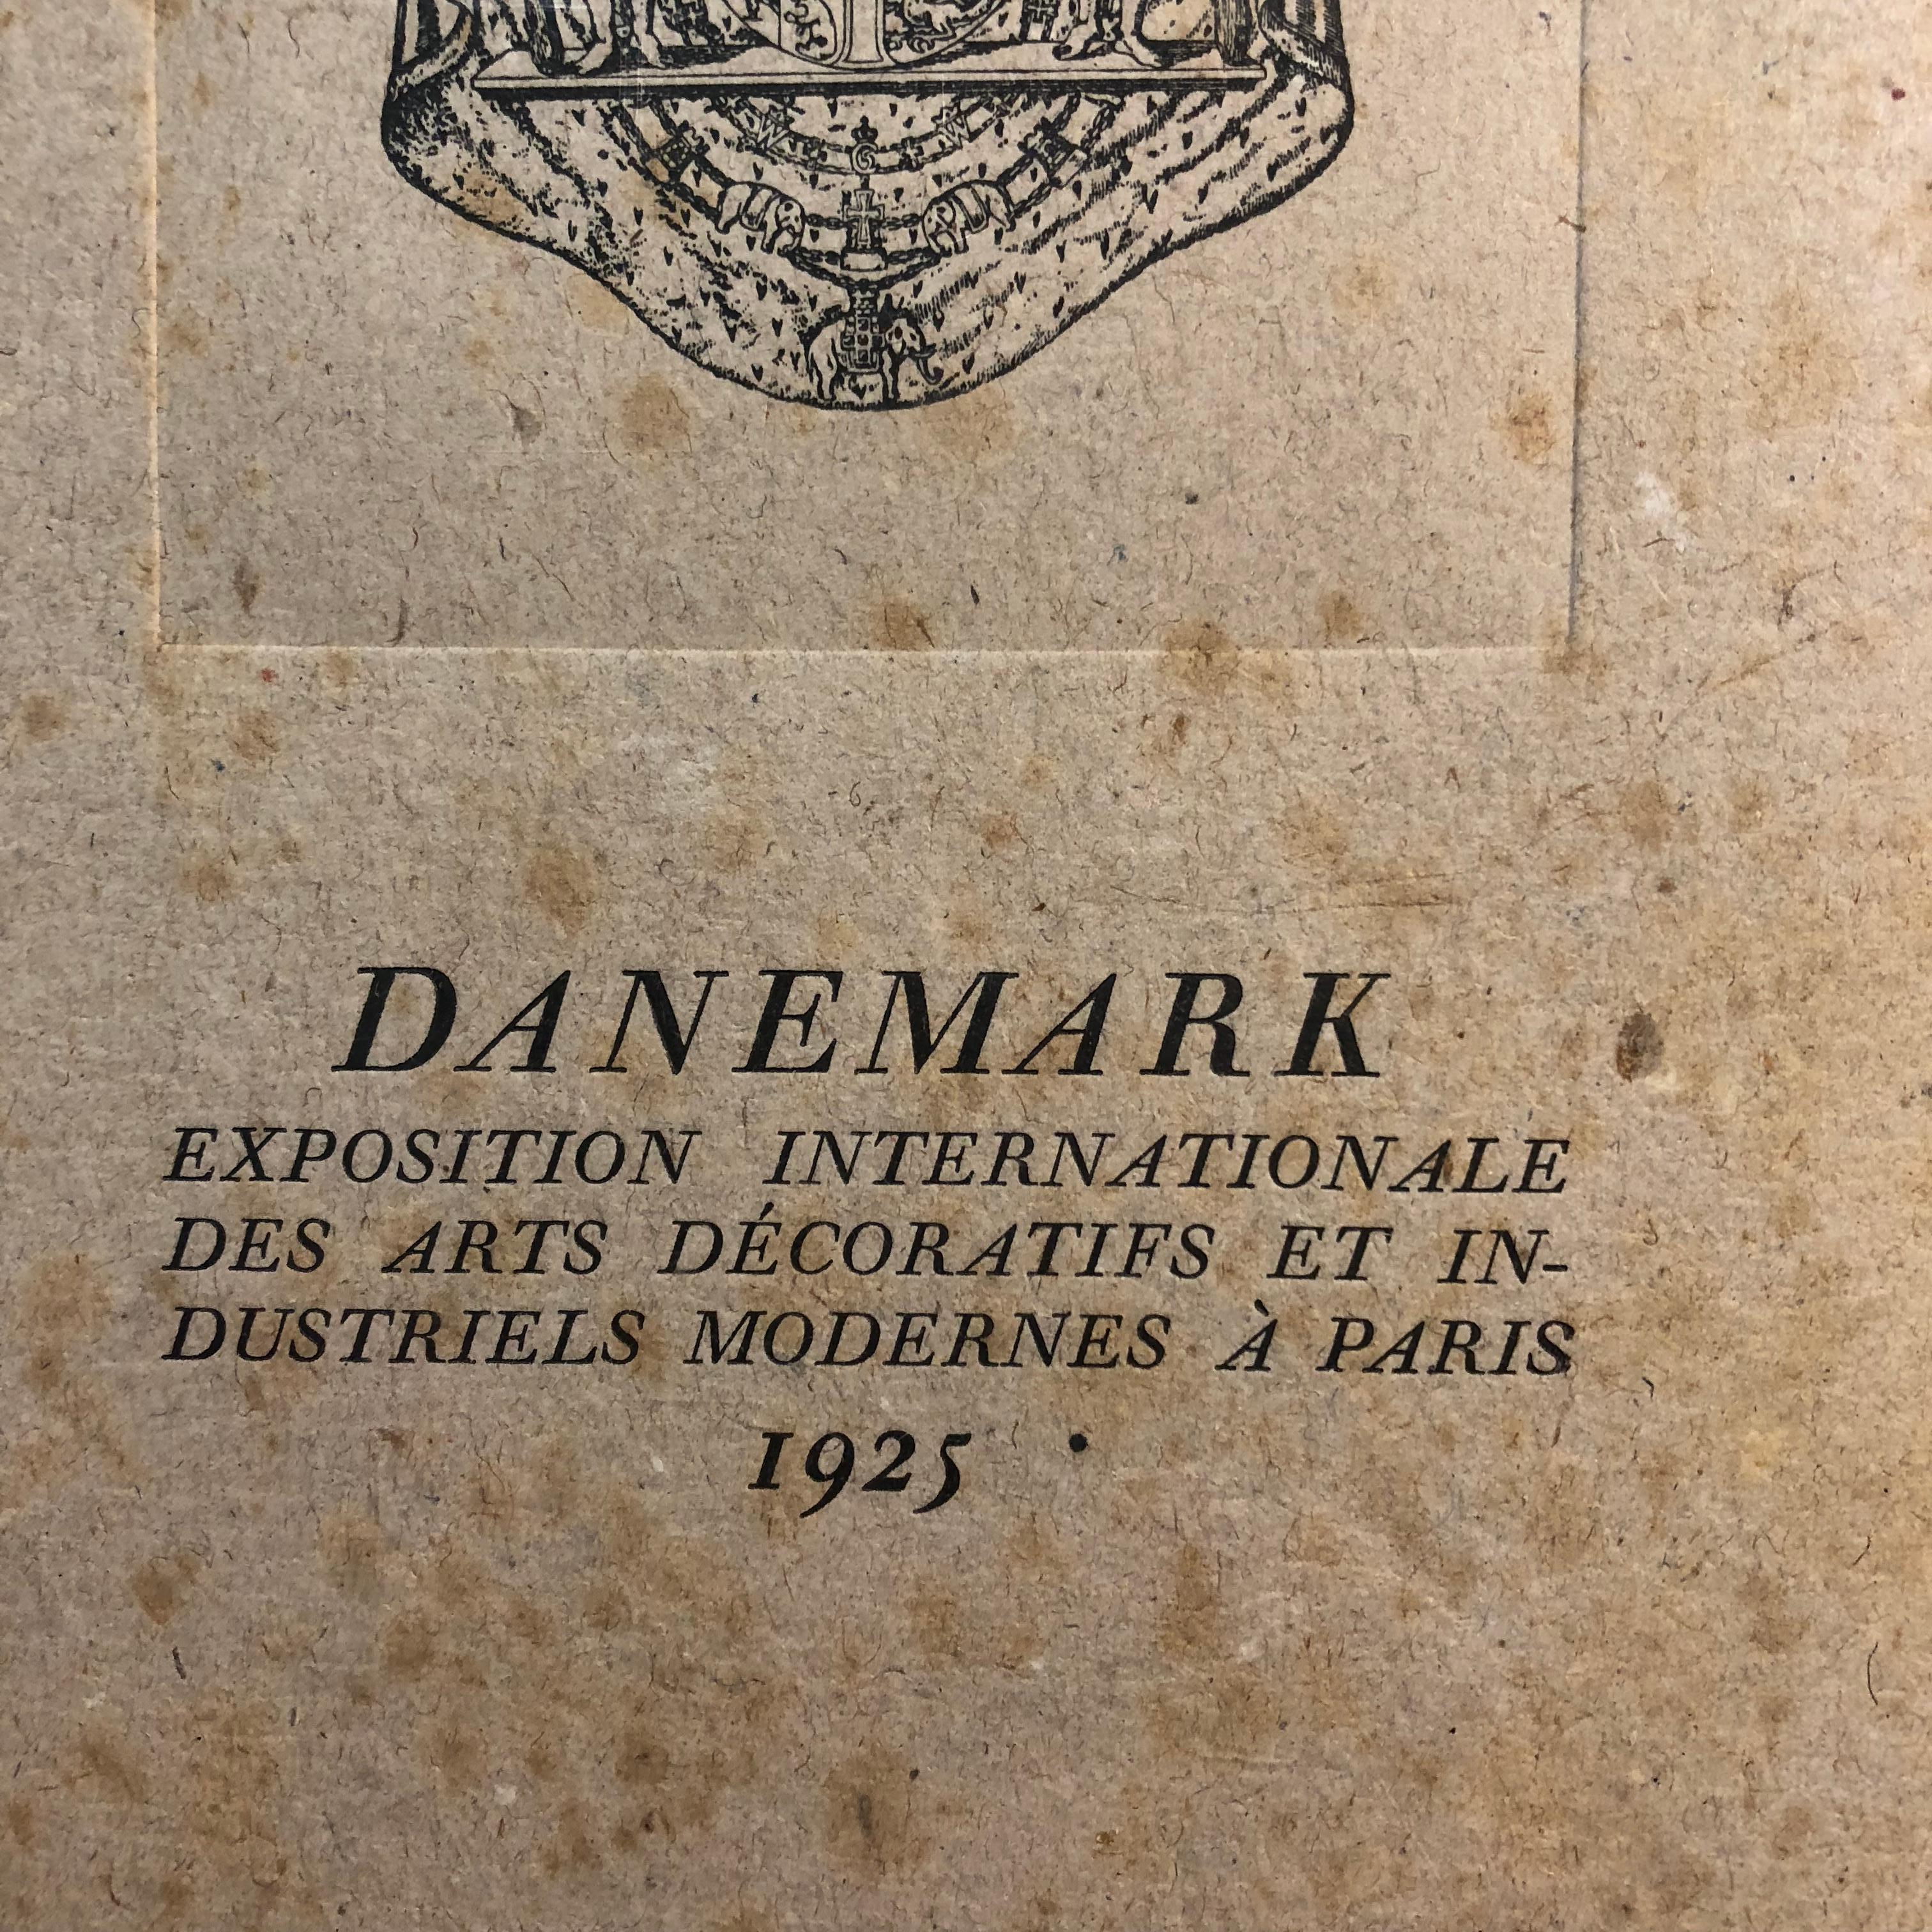 DANEMARK
EXPOSITION INTERNATIONALE
DES ARTS DÉCORATIFS ET IN-
DUSTRIELS MODERNES À PARIS
1925